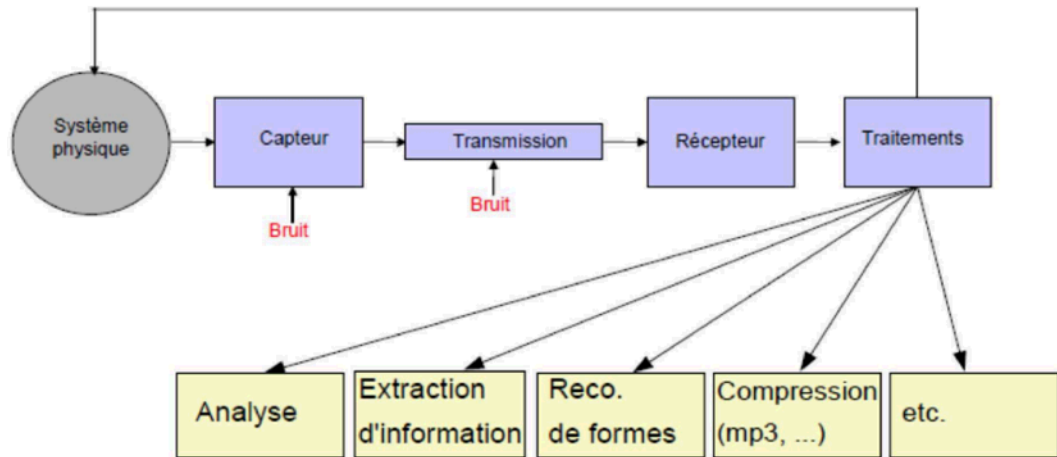 Système
physique
Capteur
Transmission
Récepteur
Traitements
Bruit
Bruit
Analyse
Extraction
d'information
Reco.
de formes
Compression
(mp3, ...)
etc.